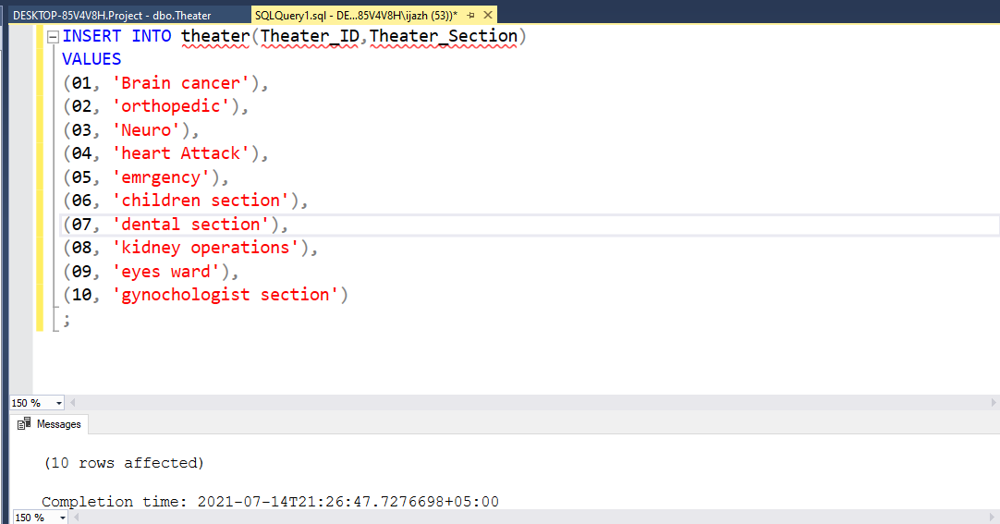 DESKTOP-85V4V8H.Project - dbo.Theater SQLQuery1.sql - DE...85V4V8H\ijazh (53))*
INSERT INTO theater(Theater_ID,Theater_Section)
VALUES
(01, 'Brain cancer'),
(02, 'orthopedic'),
(03, 'Neuro'),
(04, 'heart Attack'),
(05, 'emrgency'),
(06, 'children section'),
(07, 'dental section'),
(08, 'kidney operations'),
(09, 'eyes ward'),
(10, 'gynochologist section')
;
150 %
Messages
(10 rows affected)
Completion time: 2021-07-14T21:26:47.7276698+05:00
150 %